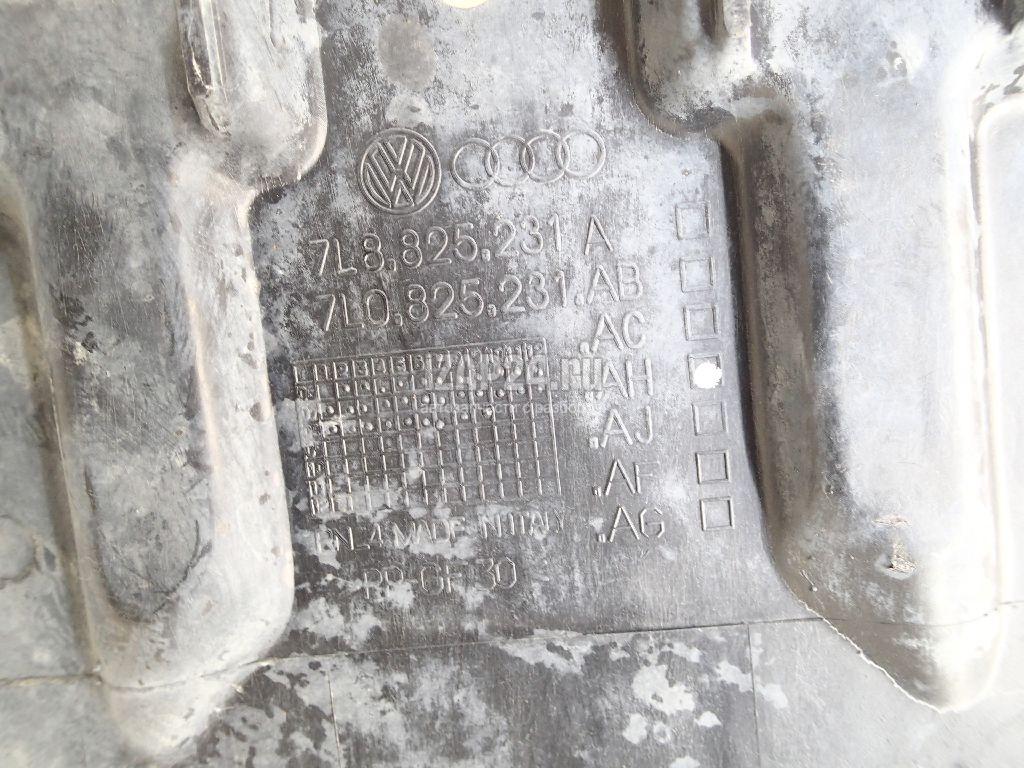 7L8.825.231 A
7L0.825.231.AB
.AC
.AH
.AJ
.AF
.AG
MADE IN ITALY
PP-GF30